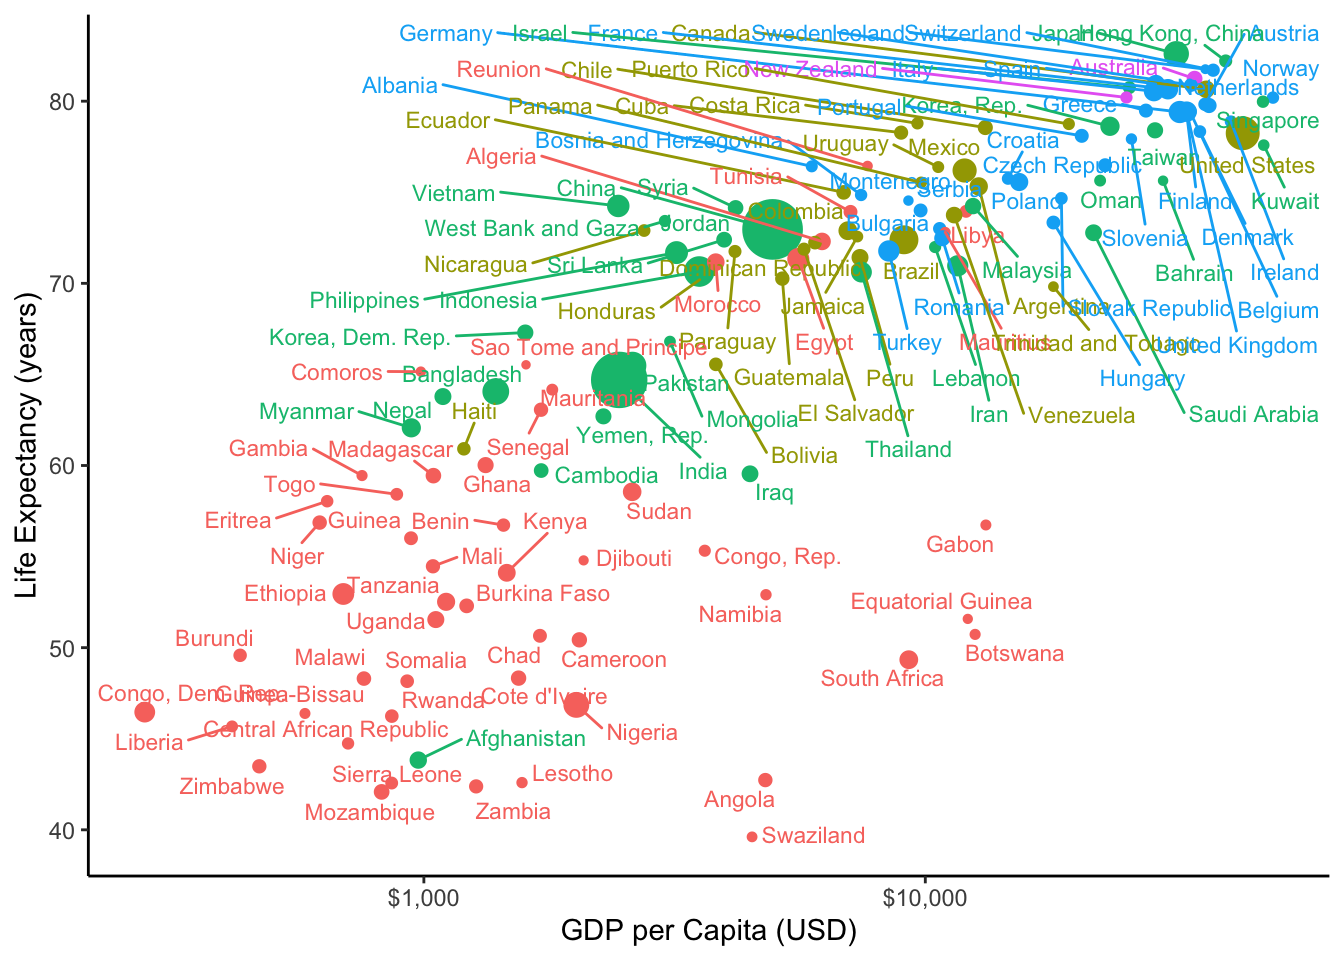 Germany
Israel
France
Canada
Sweden
Iceland
Switzerland
Japan
Hong Kong, China
Austria
Reunion
Chile
Puerto Rico
New Zealand
Italy
Spain
Australia
Norway
Albania
Netherlands
Ecuador
Panama
Cuba
Costa Rica
Portugal
Korea, Rep.
Greece
Singapore
Bosnia and Herzegovina
Uruguay
Mexico
Croatia
Algeria
Taiwan
Tunisia
Czech Republic
United States
Vietnam
China
Syria
Montenegro
Serbia
Poland
Oman
Finland
Kuwait
West Bank and Gaza
Jordan
Colombia
Bulgaria
Libya
Slovenia
Denmark
Nicaragua
Sri Lanka
Dominican Republic
Brazil
Malaysia
Bahrain
Ireland
Philippines
Indonesia
Honduras
Morocco
Jamaica
Romania
Argentina
Slovak Republic
Belgium
Korea, Dem. Rep.
Sao Tome and Principe
Paraguay
Egypt
Turkey
Mauritius
Trinidad and Tobago
United Kingdom
Comoros
Bangladesh
Pakistan
Guatemala
Peru
Lebanon
Hungary
Myanmar
Nepal
Haiti
Mauritania
Mongolia
El Salvador
Iran
Venezuela
Saudi Arabia
Gambia
Madagascar
Senegal
Yemen, Rep.
Bolivia
Thailand
Togo
Ghana
Cambodia
India
Iraq
Eritrea
Guinea
Benin
Kenya
Sudan
Niger
Mali
Djibouti
Congo, Rep.
Gabon
Ethiopia
Tanzania
Burkina Faso
Uganda
Namibia
Equatorial Guinea
Burundi
Malawi
Somalia
Chad
Cameroon
Botswana
South Africa
Congo, Dem. Rep.
Guinea-Bissau
Rwanda
Cote d'Ivoire
Liberia
Central African Republic
Afghanistan
Nigeria
Zimbabwe
Sierra Leone
Lesotho
Mozambique
Zambia
Angola
Swaziland
80
70
60
50
40
Life Expectancy (years)
$1,000
$10,000
GDP per Capita (USD)